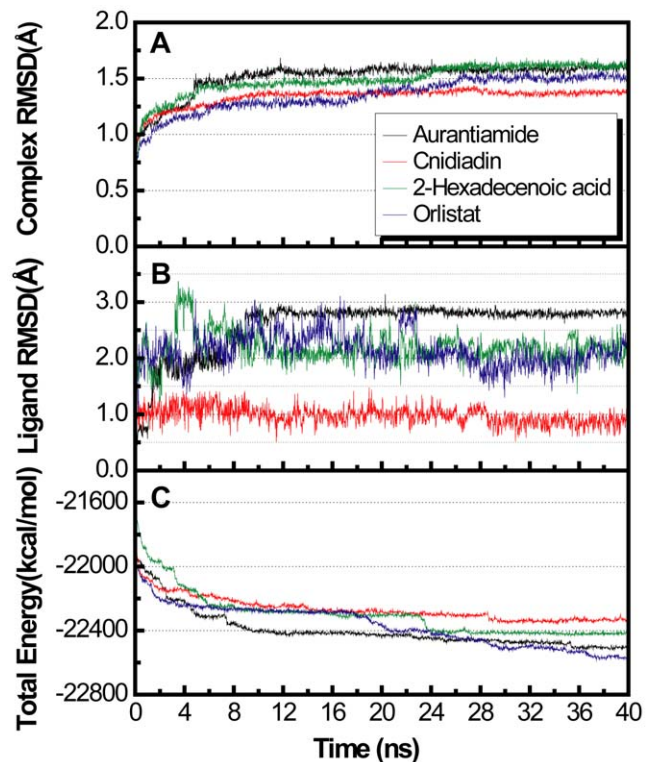 A
Complex RMSD(Å)
2.0
1.5
1.0
0.5
0.0
Aurantiamide
Cnidiadin
2-Hexadecenoic acid
Orlistat
B
Ligand RMSD(Å)
3.0
2.0
1.0
0.0
C
Total Energy(kcal/mol)
-21600
-22000
-22400
-22800
0 4 8 12 16 20 24 28 32 36 40
Time (ns)